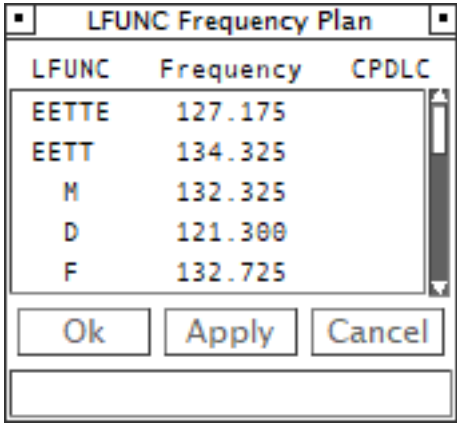 LFUNC Frequency Plan
LFUNC Frequency CPDLC
EETTE 127.175
EETT 134.325
M 132.325
D 121.300
F 132.725
Ok Apply Cancel